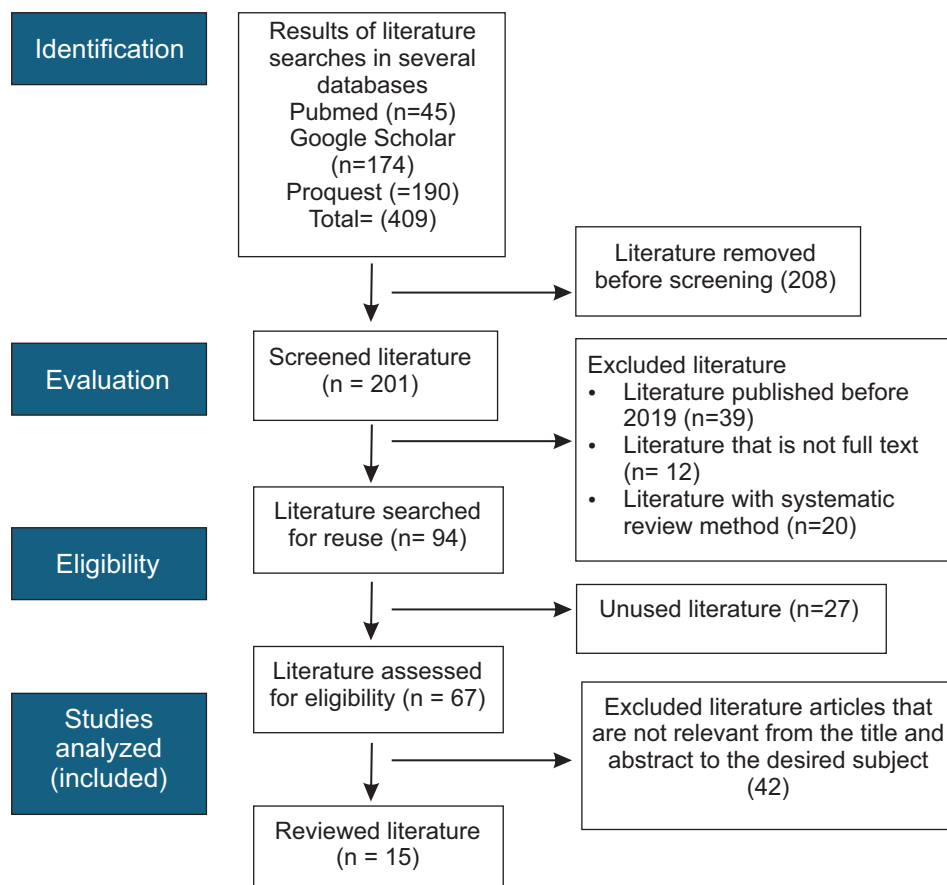 Identification
Results of literature
searches in several
databases
Pubmed (n=45)
Google Scholar
(n=174)
Proquest (=190)
Total= (409)
Literature removed
before screening (208)
Evaluation
Screened literature
(n = 201)
Excluded literature
• Literature published before
2019 (n=39)
• Literature that is not full text
(n= 12)
• Literature with systematic
review method (n=20)
Eligibility
Literature searched
for reuse (n= 94)
Unused literature (n=27)
Literature assessed
for eligibility (n = 67)
Studies
analyzed
(included)
Excluded literature articles that
are not relevant from the title and
abstract to the desired subject
(42)
Reviewed literature
(n = 15)